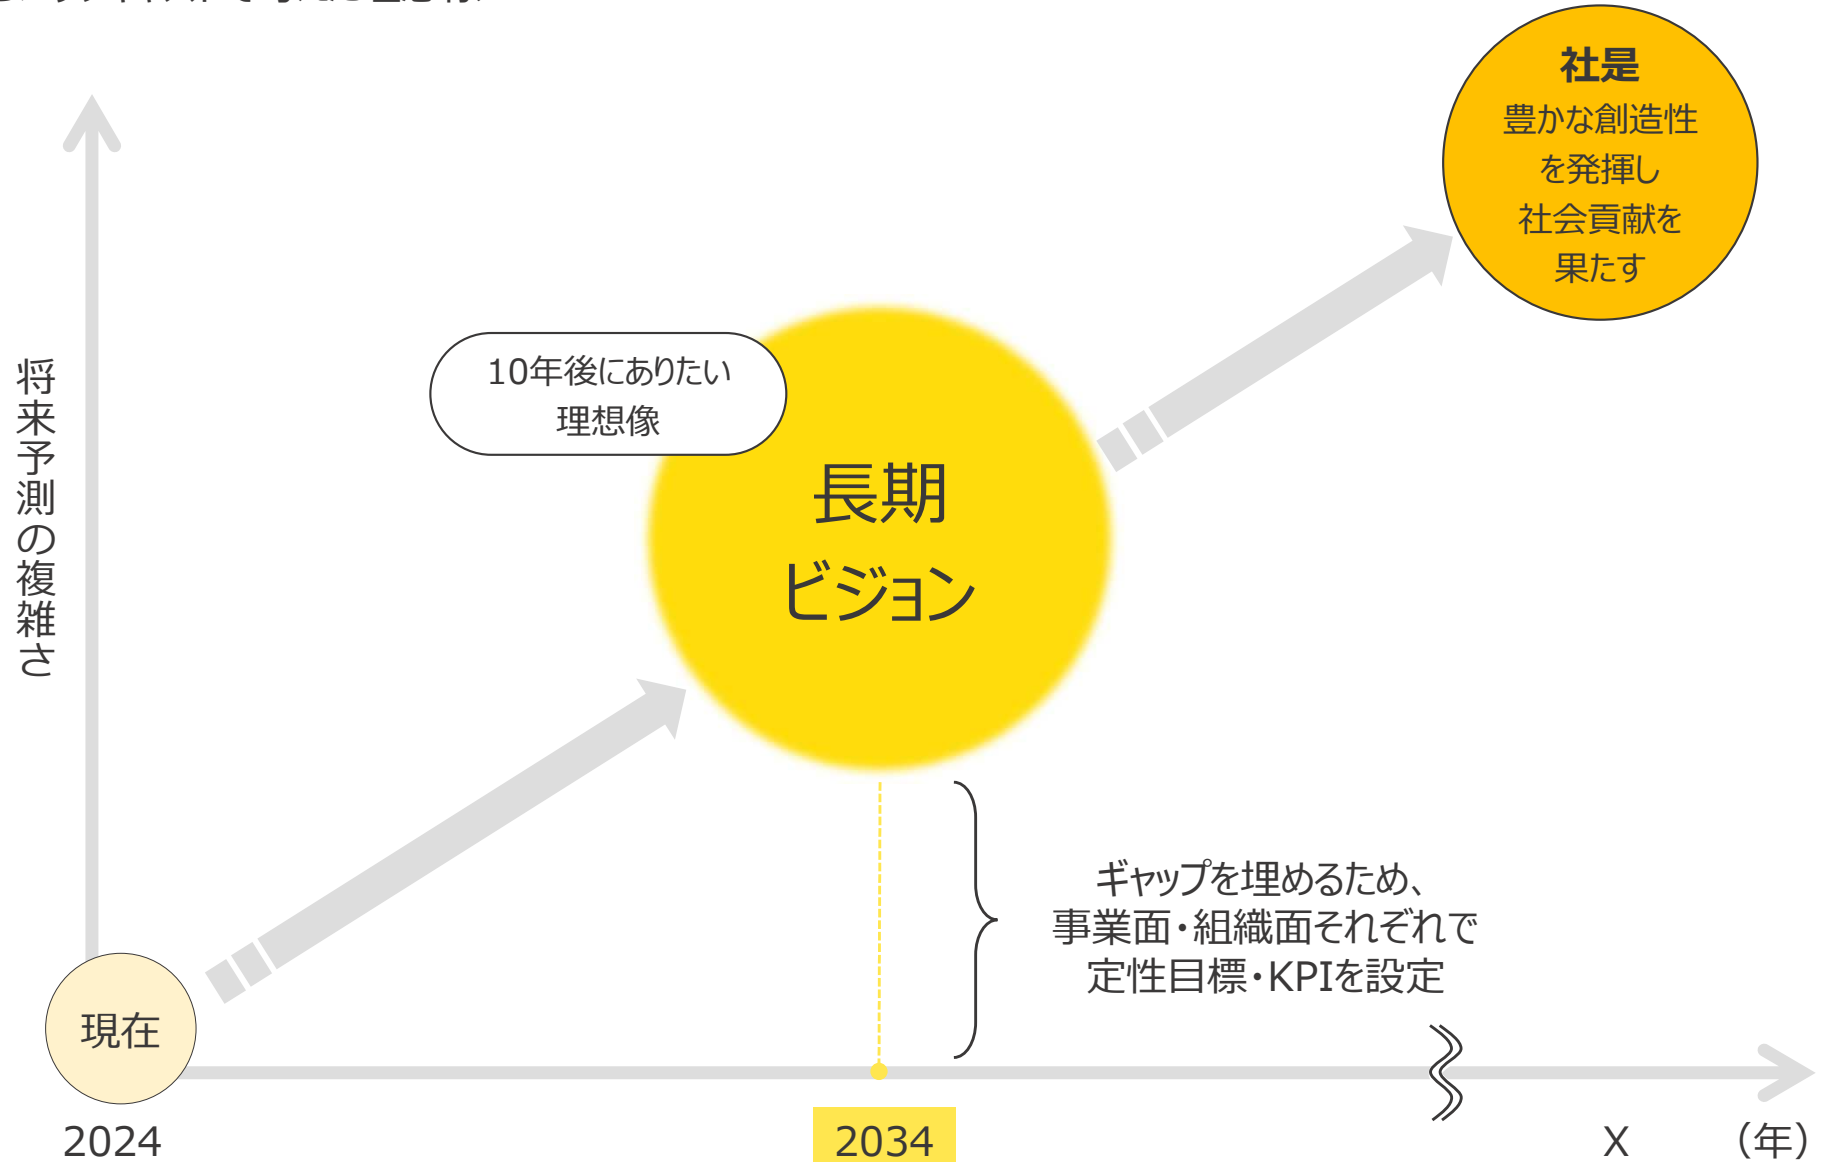 社是
豊かな創造性
を発揮し
社会貢献を
果たす
10年後にありたい
理想像
長期
ビジョン
将来予測の複雑さ
ギャップを埋めるため、
事業面・組織面それぞれで
定性目標・KPIを設定
現在
2024
2034
X
（年）